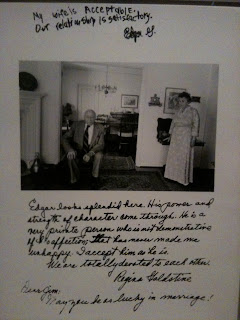 My wife is Acceptable.
Our relationship is satisfactory.
Edgar G.
Edgar looks splendid here. His power and
strength of character come through. He is a
very private person who is not demonstrative
of his affection; that has never made me
unhappy. I accept him as he is.
We are totally devoted to each other.
Regina Goldstine
Dear Jim:
May you be as lucky in marriage!